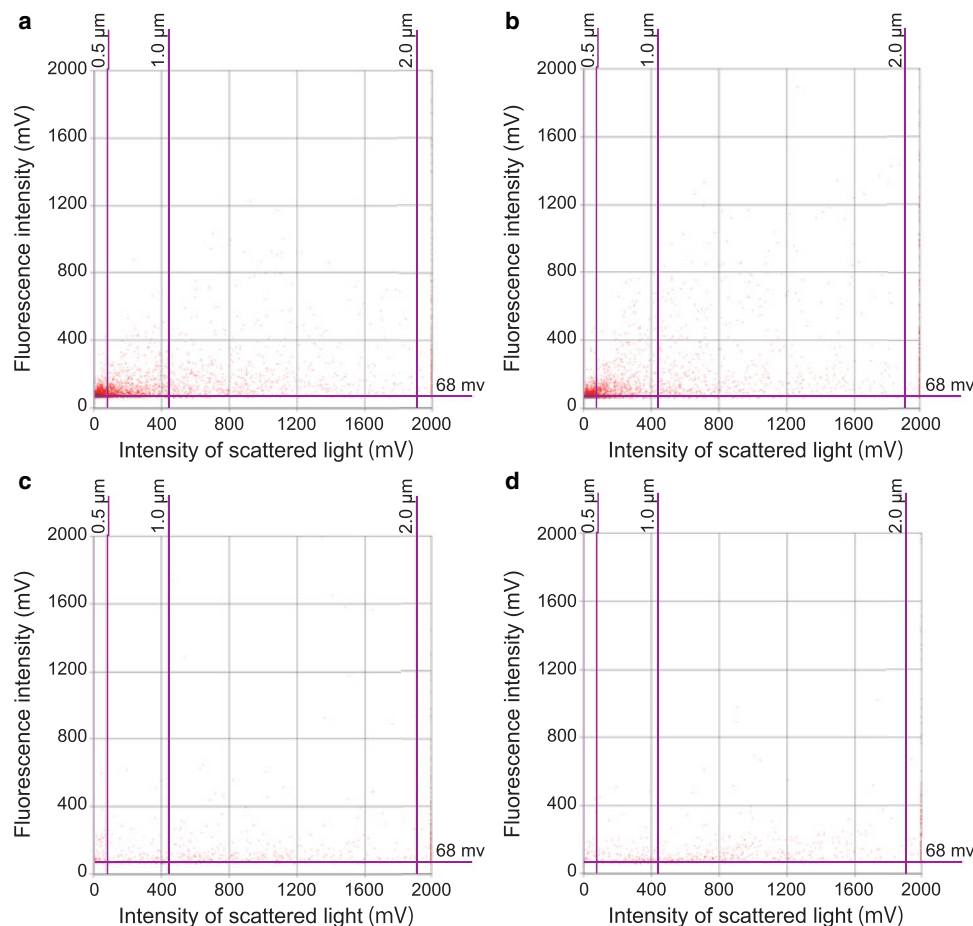 a
0.5 µm
1.0 µm
2.0 µm
Fluorescence intensity (mV)
2000
1600
1200
800
400
0
68 mv
0 400 800 1200 1600 2000
Intensity of scattered light (mV)
b
0.5 µm
1.0 µm
2.0 µm
Fluorescence intensity (mV)
2000
1600
1200
800
400
0
68 mv
0 400 800 1200 1600 2000
Intensity of scattered light (mV)
c
0.5 µm
1.0 µm
2.0 µm
Fluorescence intensity (mV)
2000
1600
1200
800
400
0
68 mv
0 400 800 1200 1600 2000
Intensity of scattered light (mV)
d
0.5 µm
1.0 µm
2.0 µm
Fluorescence intensity (mV)
2000
1600
1200
800
400
0
68 mv
0 400 800 1200 1600 2000
Intensity of scattered light (mV)